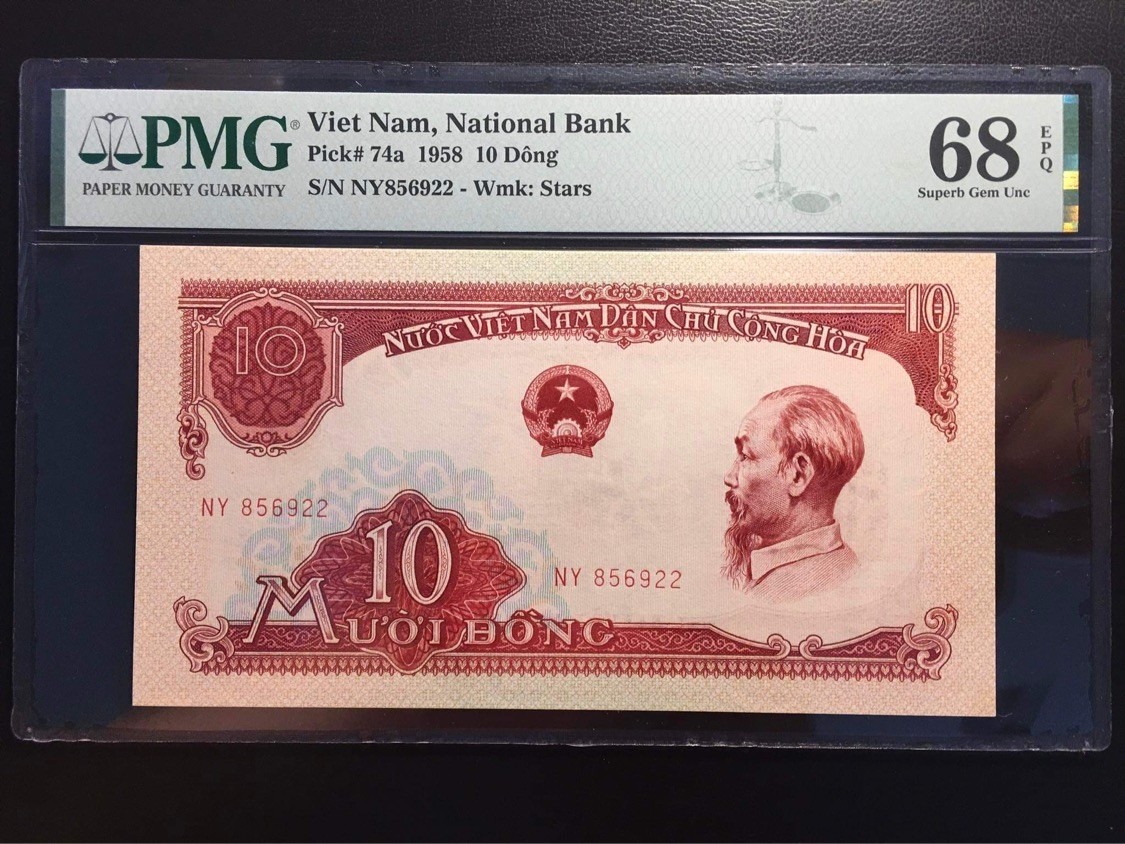 PMG®
PAPER MONEY GUARANTY
Viet Nam, National Bank
Pick# 74a 1958 10 Dông
S/N NY856922 - Wmk: Stars
68
EPQ
Superb Gem Unc
10
NƯỚC VIỆT NAM DÂN CHỦ CỘNG HÒA
10
NY 856922
10
NY 856922
MƯỜI ĐỒNG